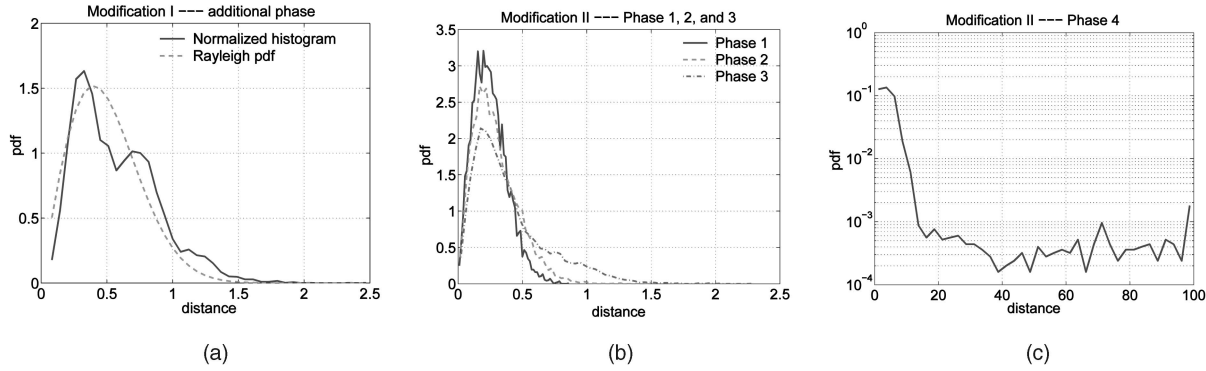 Modification I --- additional phase
2
1.5
1
0.5
0
0
0.5
1
1.5
2
2.5
pdf
distance
Normalized histogram
Rayleigh pdf
(a)
Modification II --- Phase 1, 2, and 3
3.5
3
2.5
2
1.5
1
0.5
0
0
0.5
1
1.5
2
2.5
pdf
distance
Phase 1
Phase 2
Phase 3
(b)
Modification II --- Phase 4
10⁰
10⁻¹
10⁻²
10⁻³
10⁻⁴
0
20
40
60
80
100
pdf
distance
(c)